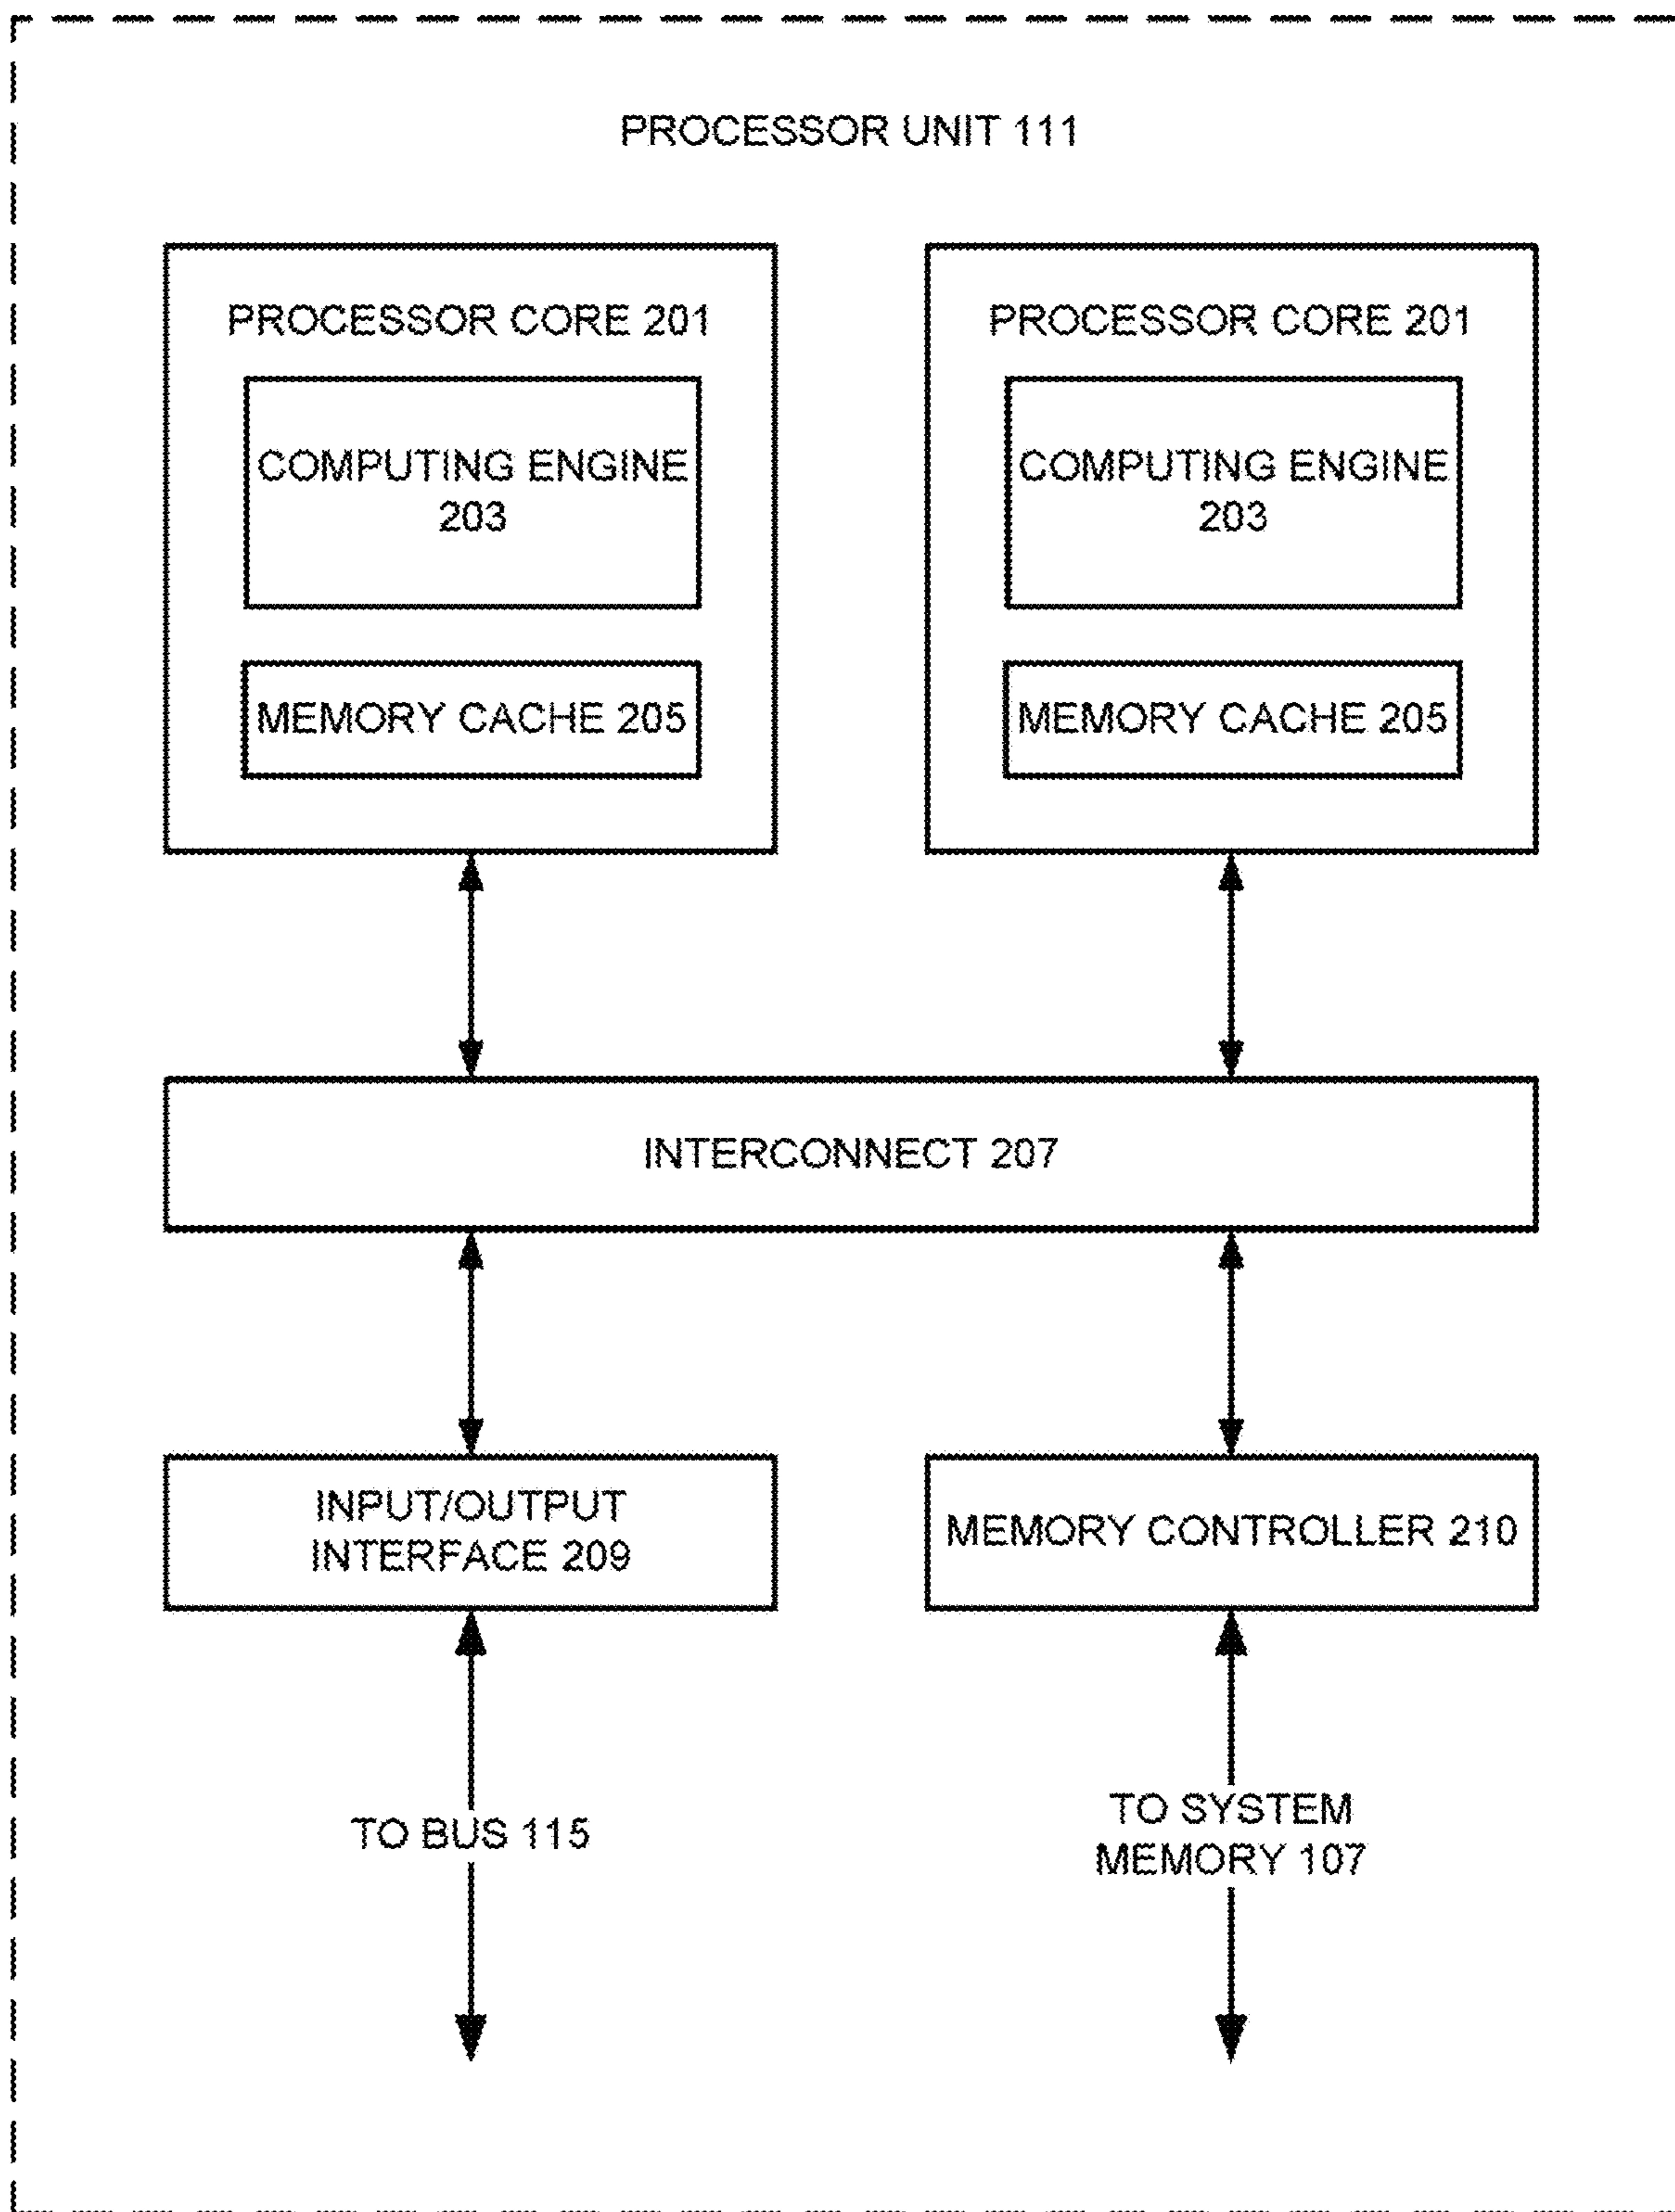 PROCESSOR UNIT 111
PROCESSOR CORE 201
COMPUTING ENGINE
203
MEMORY CACHE 205
PROCESSOR CORE 201
COMPUTING ENGINE
203
MEMORY CACHE 205
INTERCONNECT 207
INPUT/OUTPUT
INTERFACE 209
MEMORY CONTROLLER 210
TO BUS 115
TO SYSTEM
MEMORY 107